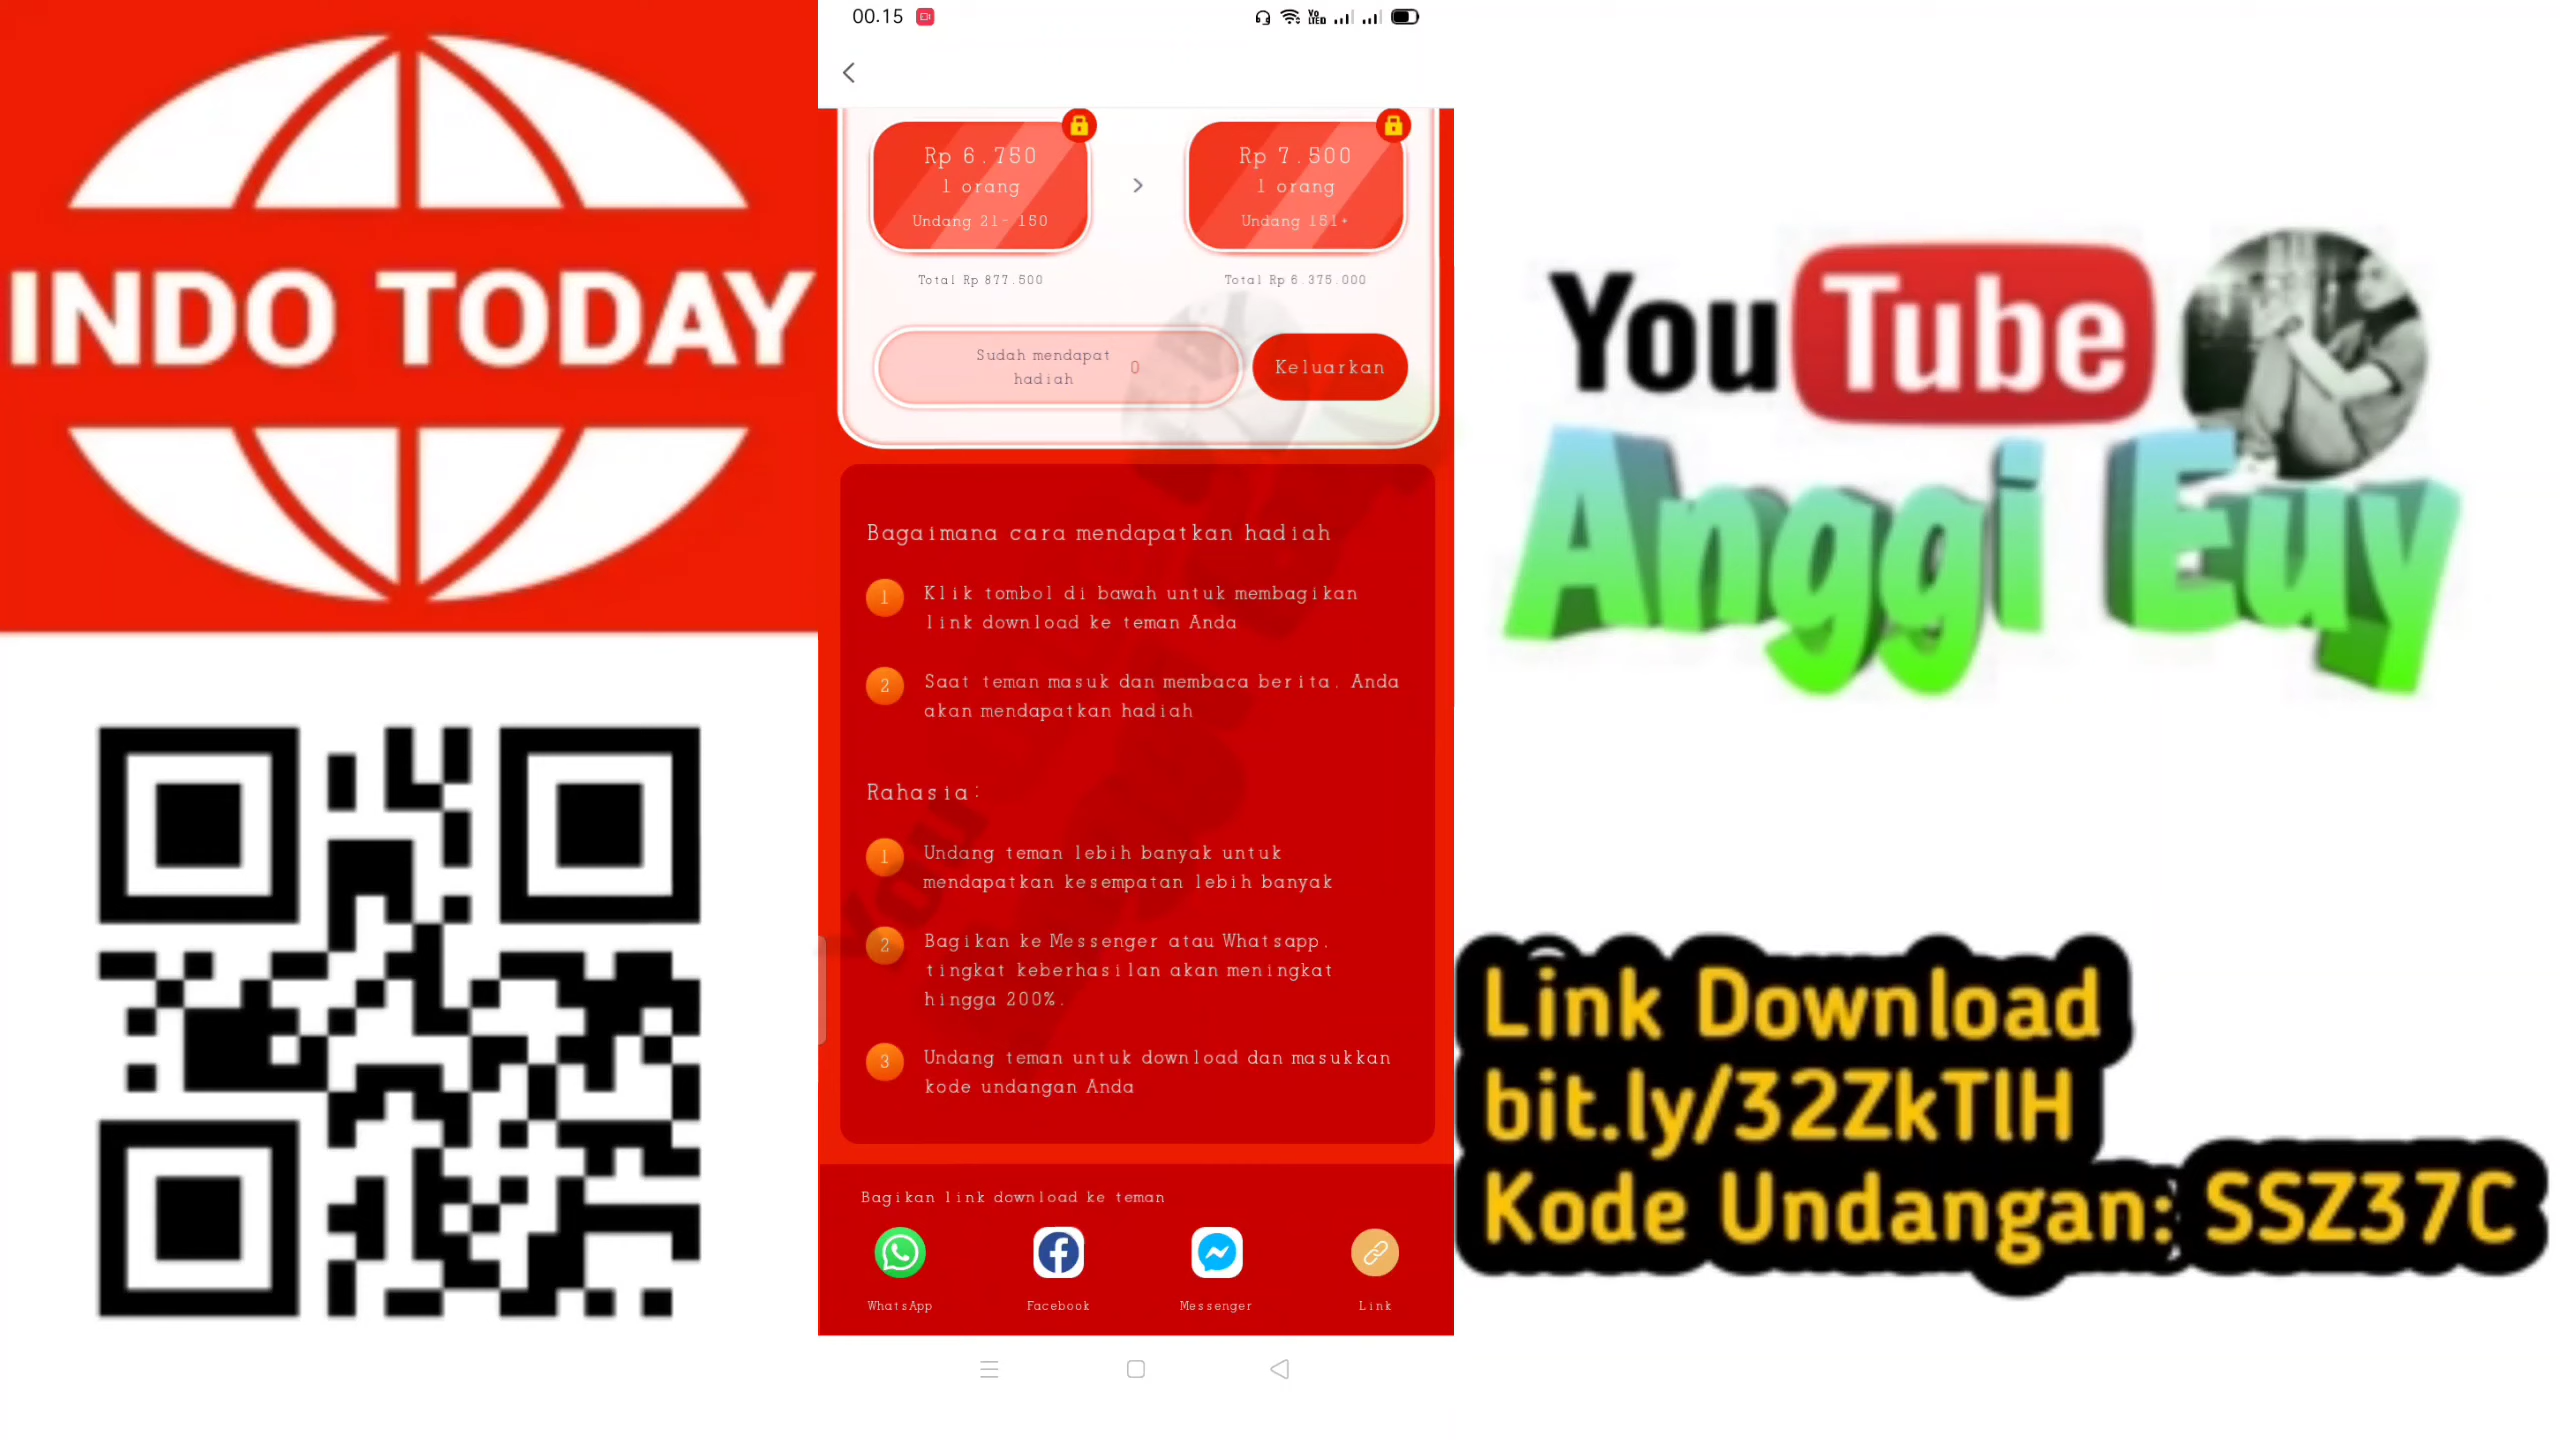 INDO TODAY
00.15
Rp 6.750
1 orang
Undang 21- 150
Total Rp 877.500
Rp 7.500
1 orang
Undang 151+
Total Rp 6.375.000
Sudah mendapat
hadiah
0
Keluarkan
Bagaimana cara mendapatkan hadiah
1
Klik tombol di bawah untuk membagikan
link download ke teman Anda
2
Saat teman masuk dan membaca berita, Anda
akan mendapatkan hadiah
Rahasia:
1
Undang teman lebih banyak untuk
mendapatkan kesempatan lebih banyak
2
Bagikan ke Messenger atau Whatsapp,
tingkat keberhasilan akan meningkat
hingga 200%.
3
Undang teman untuk download dan masukkan
kode undangan Anda
Bagikan link download ke teman
WhatsApp
Facebook
Messenger
Link
YouTube
Anggi Euy
Link Download
bit.ly/32ZkTlH
Kode Undangan: SSZ37C